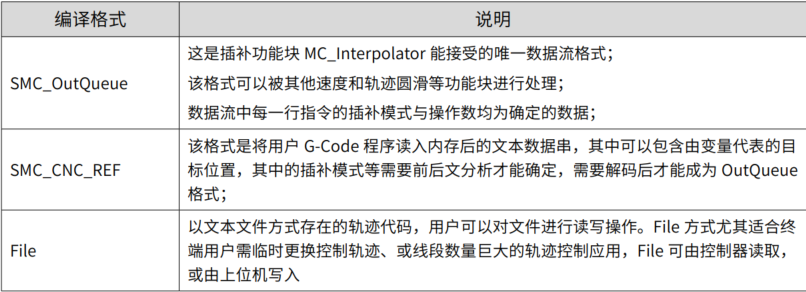 编译格式
说明
SMC_OutQueue
这是插补功能块 MC_Interpolator 能接受的唯一数据流格式；
该格式可以被其他速度和轨迹圆滑等功能块进行处理；
数据流中每一行指令的插补模式与操作数均为确定的数据；
SMC_CNC_REF
该格式是将用户 G-Code 程序读入内存后的文本数据串，其中可以包含由变量代表的目
标位置，其中的插补模式等需要前后文分析才能确定，需要解码后才能成为 OutQueue
格式；
File
以文本文件方式存在的轨迹代码，用户可以对文件进行读写操作。File 方式尤其适合终
端用户需临时更换控制轨迹、或线段数量巨大的轨迹控制应用，File 可由控制器读取，
或由上位机写入